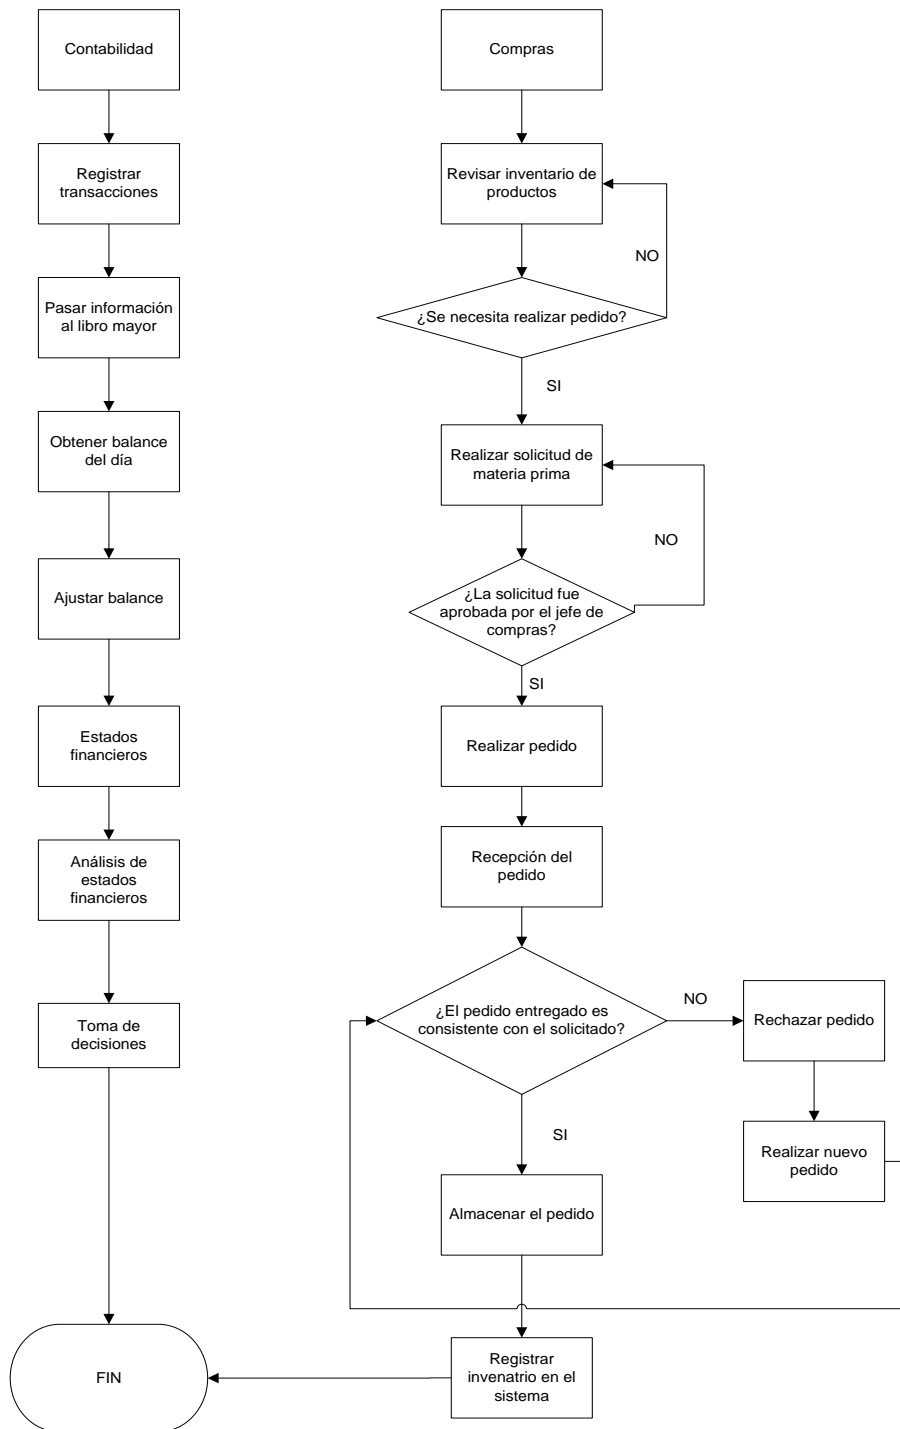 Contabilidad
Registrar
transacciones
Pasar información
al libro mayor
Obtener balance
del día
Ajustar balance
Estados
financieros
Análisis de
estados
financieros
Toma de
decisiones
FIN
Compras
Revisar inventario de
productos
NO
¿Se necesita realizar pedido?
SI
Realizar solicitud de
materia prima
NO
¿La solicitud fue
aprobada por el jefe de
compras?
SI
Realizar pedido
Recepción del
pedido
¿El pedido entregado es
consistente con el solicitado?
NO
Rechazar pedido
Realizar nuevo
pedido
SI
Almacenar el pedido
Registrar
invenatrio en el
sistema